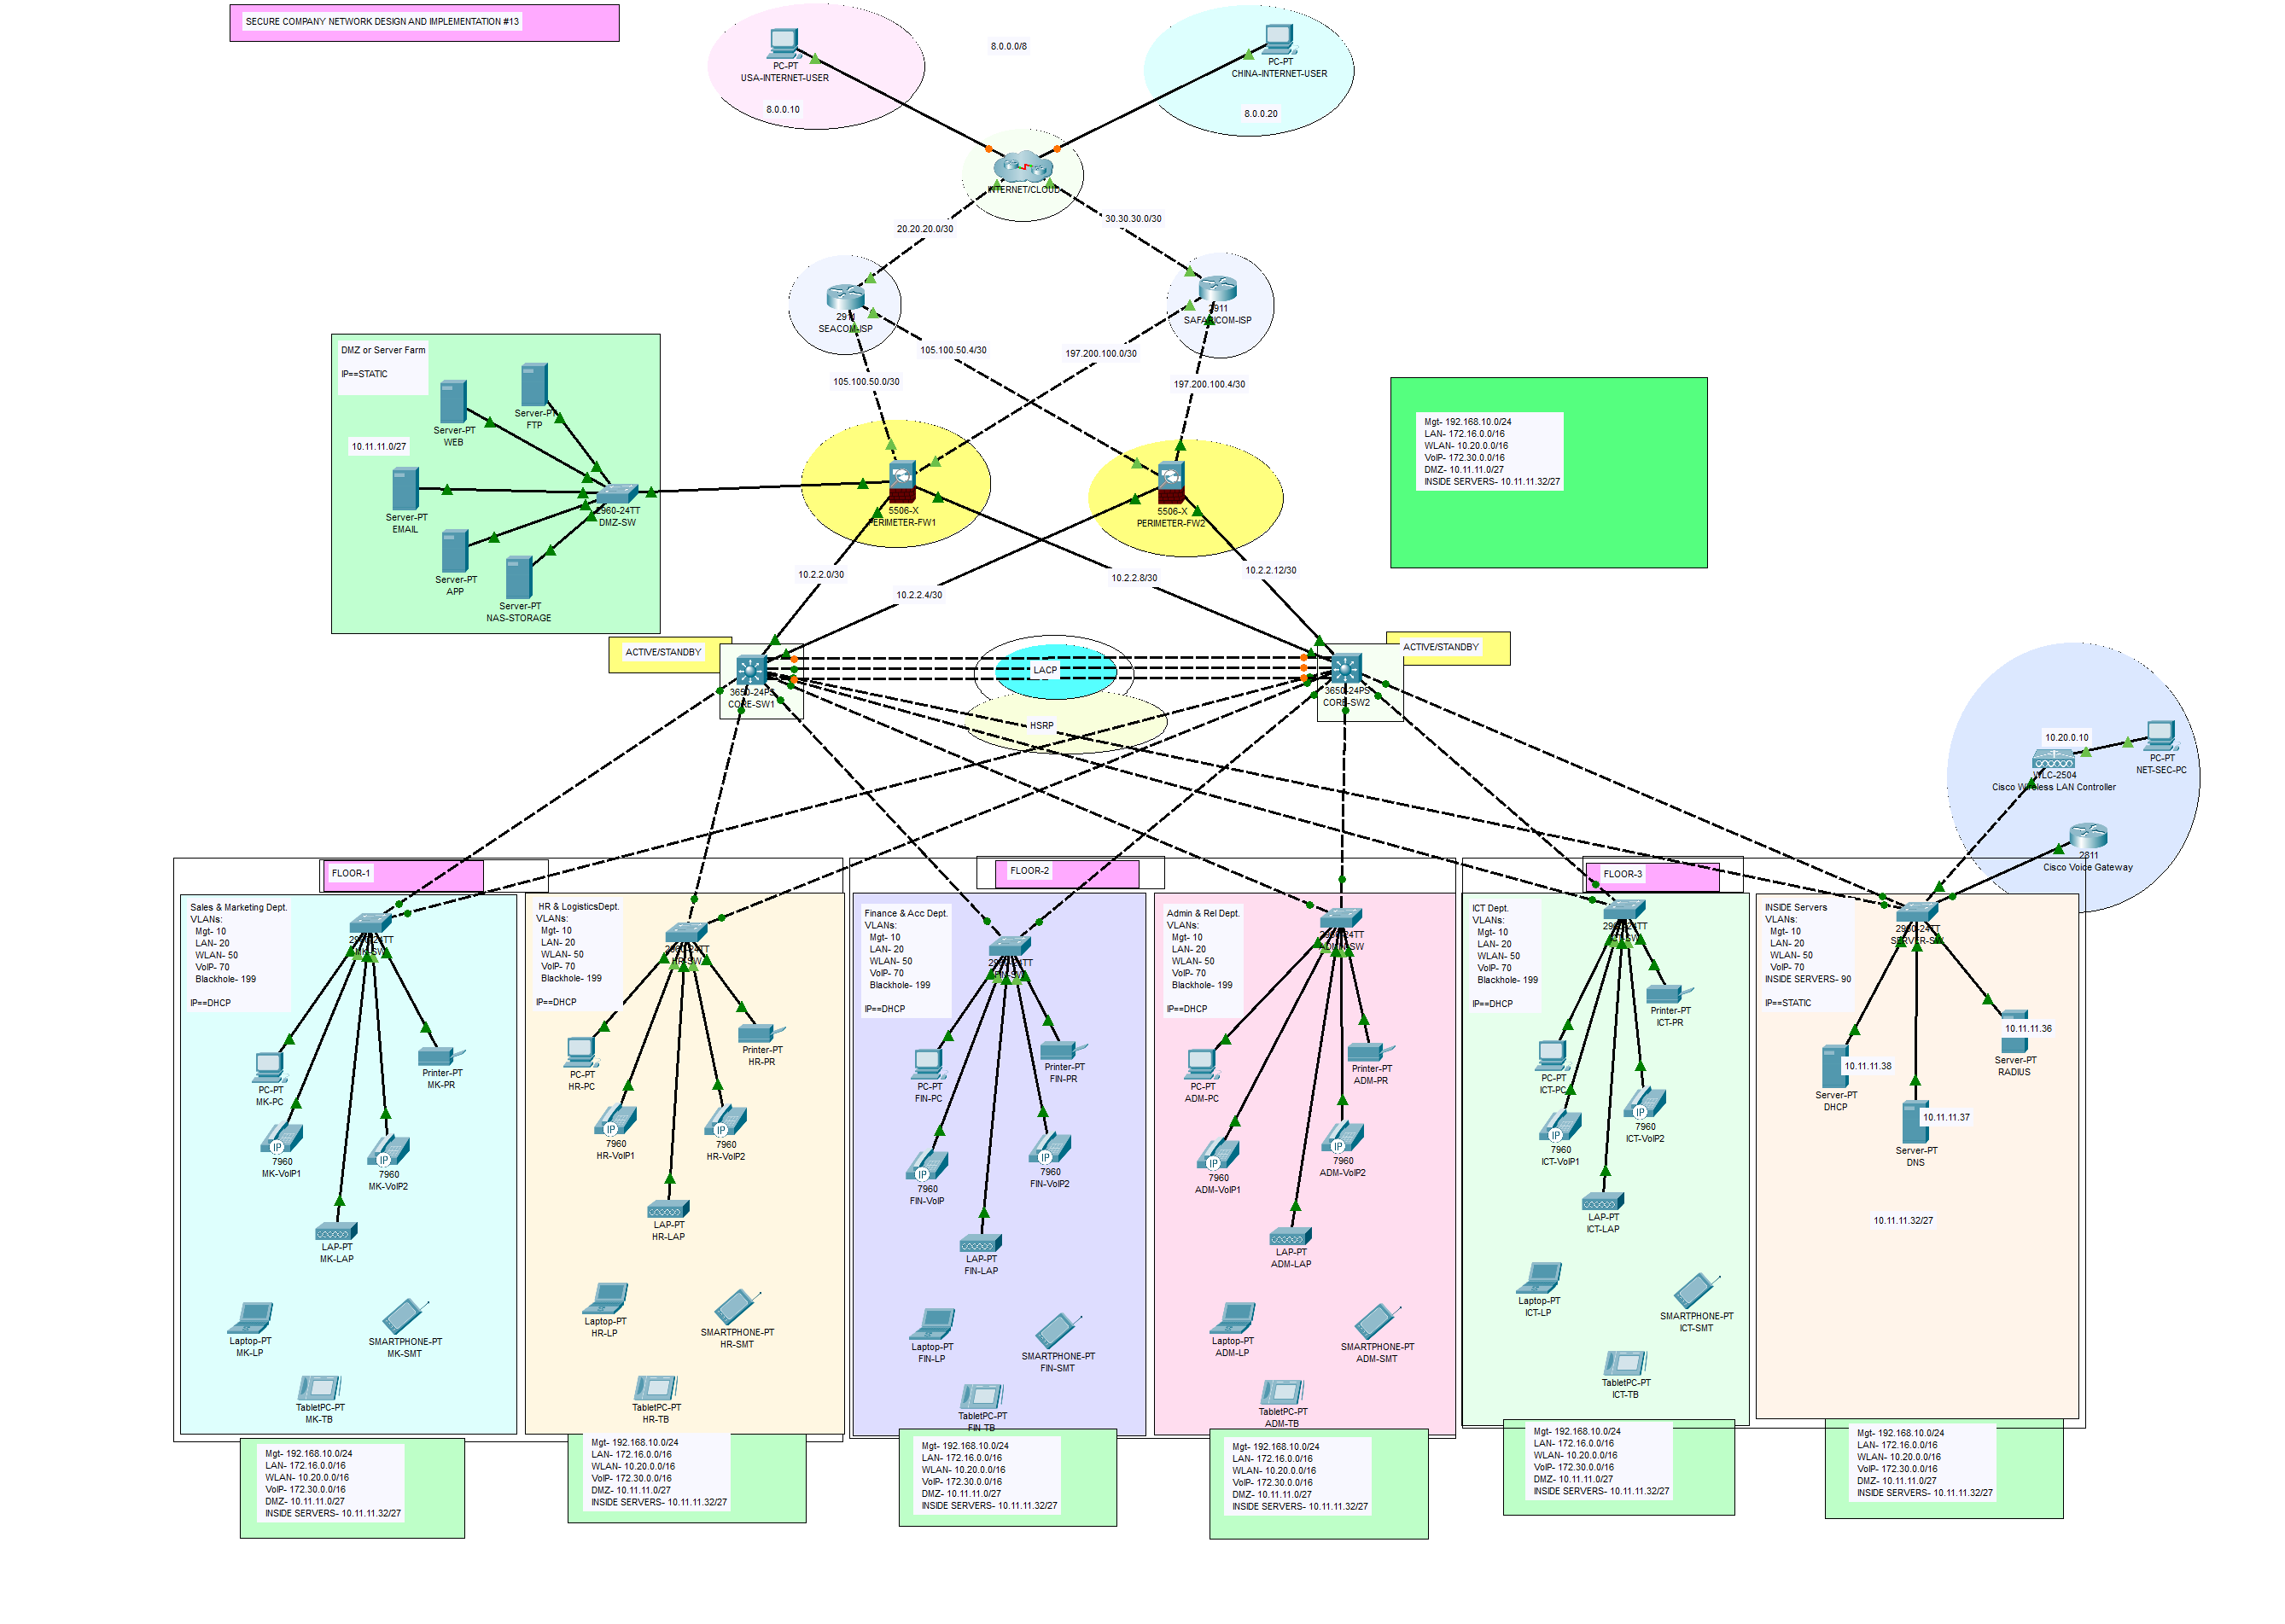 SECURE COMPANY NETWORK DESIGN AND IMPLEMENTATION #13
PC-PT
USA-INTERNET-USER
8.0.0.10
8.0.0.0/8
PC-PT
CHINA-INTERNET-USER
8.0.0.20
INTERNET/CLOUD
20.20.20.0/30
30.30.30.0/30
2911
SEACOM-ISP
2911
SAFARICOM-ISP
105.100.50.0/30
105.100.50.4/30
197.200.100.0/30
197.200.100.4/30
DMZ or Server Farm
IP==STATIC
Server-PT
WEB
Server-PT
FTP
10.11.11.0/27
Server-PT
EMAIL
2960-24TT
DMZ-SW
Server-PT
APP
Server-PT
NAS-STORAGE
5506-X
PERIMETER-FW1
5506-X
PERIMETER-FW2
Mgt- 192.168.10.0/24
LAN- 172.16.0.0/16
WLAN- 10.20.0.0/16
VoIP- 172.30.0.0/16
DMZ- 10.11.11.0/27
INSIDE SERVERS- 10.11.11.32/27
10.2.2.0/30
10.2.2.4/30
10.2.2.8/30
10.2.2.12/30
ACTIVE/STANDBY
3650-24PS
CORE-SW1
LACP
HSRP
ACTIVE/STANDBY
3650-24PS
CORE-SW2
10.20.0.10
PC-PT
NET-SEC-PC
WLC-2504
Cisco Wireless LAN Controller
2811
Cisco Voice Gateway
FLOOR-1
Sales & Marketing Dept.
VLANs:
Mgt- 10
LAN- 20
WLAN- 50
VoIP- 70
Blackhole- 199
IP==DHCP
2960-24TT
MK-SW
PC-PT
MK-PC
Printer-PT
MK-PR
7960
MK-VoIP1
7960
MK-VoIP2
LAP-PT
MK-LAP
Laptop-PT
MK-LP
SMARTPHONE-PT
MK-SMT
TabletPC-PT
MK-TB
Mgt- 192.168.10.0/24
LAN- 172.16.0.0/16
WLAN- 10.20.0.0/16
VoIP- 172.30.0.0/16
DMZ- 10.11.11.0/27
INSIDE SERVERS- 10.11.11.32/27
HR & LogisticsDept.
VLANs:
Mgt- 10
LAN- 20
WLAN- 50
VoIP- 70
Blackhole- 199
IP==DHCP
2960-24TT
HR-SW
PC-PT
HR-PC
Printer-PT
HR-PR
7960
HR-VoIP1
7960
HR-VoIP2
LAP-PT
HR-LAP
Laptop-PT
HR-LP
SMARTPHONE-PT
HR-SMT
TabletPC-PT
HR-TB
Mgt- 192.168.10.0/24
LAN- 172.16.0.0/16
WLAN- 10.20.0.0/16
VoIP- 172.30.0.0/16
DMZ- 10.11.11.0/27
INSIDE SERVERS- 10.11.11.32/27
FLOOR-2
Finance & Acc Dept.
VLANs:
Mgt- 10
LAN- 20
WLAN- 50
VoIP- 70
Blackhole- 199
IP==DHCP
2960-24TT
FIN-SW
PC-PT
FIN-PC
Printer-PT
FIN-PR
7960
FIN-VoIP
7960
FIN-VoIP2
LAP-PT
FIN-LAP
Laptop-PT
FIN-LP
SMARTPHONE-PT
FIN-SMT
TabletPC-PT
FIN-TB
Mgt- 192.168.10.0/24
LAN- 172.16.0.0/16
WLAN- 10.20.0.0/16
VoIP- 172.30.0.0/16
DMZ- 10.11.11.0/27
INSIDE SERVERS- 10.11.11.32/27
Admin & Rel Dept.
VLANs:
Mgt- 10
LAN- 20
WLAN- 50
VoIP- 70
Blackhole- 199
IP==DHCP
2960-24TT
PC-PT
ADM-PC
Printer-PT
ADM-PR
7960
ADM-VoIP1
7960
ADM-VoIP2
LAP-PT
ADM-LAP
Laptop-PT
ADM-LP
SMARTPHONE-PT
ADM-SMT
TabletPC-PT
ADM-TB
Mgt- 192.168.10.0/24
LAN- 172.16.0.0/16
WLAN- 10.20.0.0/16
VoIP- 172.30.0.0/16
DMZ- 10.11.11.0/27
INSIDE SERVERS- 10.11.11.32/27
FLOOR-3
ICT Dept.
VLANs:
Mgt- 10
LAN- 20
WLAN- 50
VoIP- 70
Blackhole- 199
IP==DHCP
2960-24TT
Printer-PT
ICT-PR
PC-PT
ICT-PC
7960
ICT-VoIP1
7960
ICT-VoIP2
LAP-PT
ICT-LAP
Laptop-PT
ICT-LP
SMARTPHONE-PT
ICT-SMT
TabletPC-PT
ICT-TB
Mgt- 192.168.10.0/24
LAN- 172.16.0.0/16
WLAN- 10.20.0.0/16
VoIP- 172.30.0.0/16
DMZ- 10.11.11.0/27
INSIDE SERVERS- 10.11.11.32/27
INSIDE Servers
VLANs:
Mgt- 10
LAN- 20
WLAN- 50
VoIP- 70
INSIDE SERVERS- 90
IP==STATIC
2960-24TT
SERVER-SW
10.11.11.36
Server-PT
RADIUS
10.11.11.38
Server-PT
DHCP
10.11.11.37
Server-PT
DNS
10.11.11.32/27
Mgt- 192.168.10.0/24
LAN- 172.16.0.0/16
WLAN- 10.20.0.0/16
VoIP- 172.30.0.0/16
DMZ- 10.11.11.0/27
INSIDE SERVERS- 10.11.11.32/27